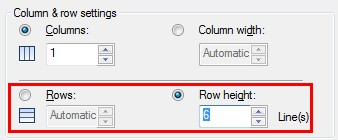 Column & row settings
Columns: Column width:
1 Automatic
Rows: Row height:
Automatic 6 Line(s)